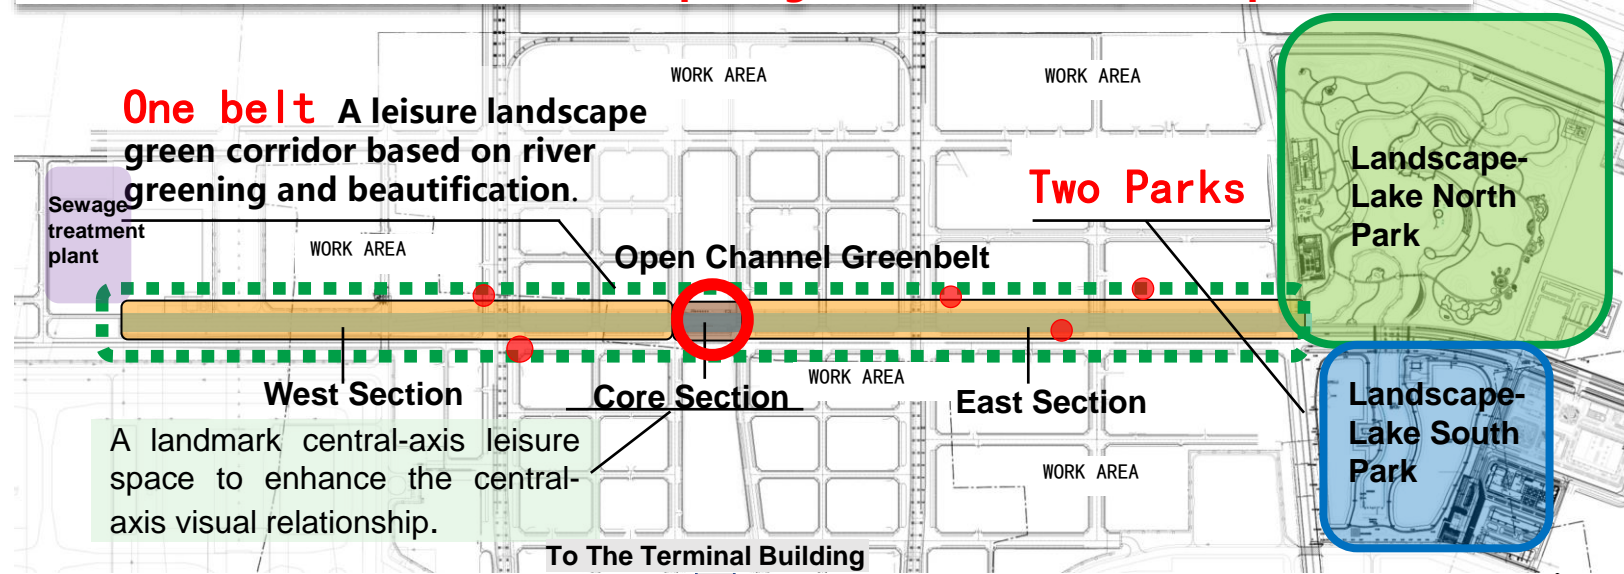 WORK AREA
WORK AREA
One belt A leisure landscape
green corridor based on river
greening and beautification.
Two Parks
Landscape-
Lake North
Park
Sewage
treatment
plant
WORK AREA
Open Channel Greenbelt
West Section
Core Section
WORK AREA
East Section
Landscape-
Lake South
Park
A landmark central-axis leisure
space to enhance the central-
axis visual relationship.
WORK AREA
To The Terminal Building